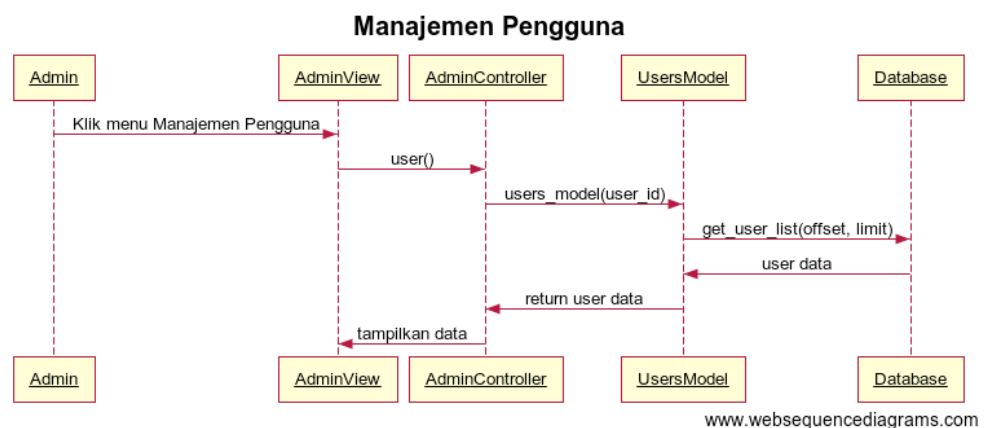 Manajemen Pengguna
Admin
AdminView
AdminController
UsersModel
Database
Klik menu Manajemen Pengguna
user()
users_model(user_id)
get_user_list(offset, limit)
user data
return user data
tampilkan data
Admin
AdminView
AdminController
UsersModel
Database
www.websequencediagrams.com